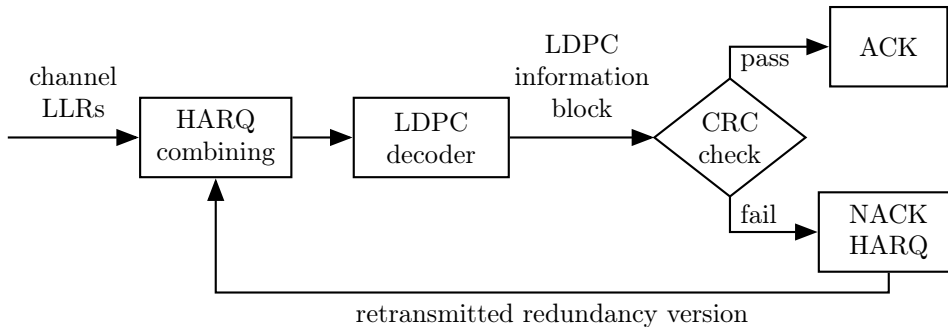 channel
LLRs
HARQ
combining
LDPC
decoder
LDPC
information
block
CRC
check
pass
ACK
fail
NACK
HARQ
retransmitted redundancy version